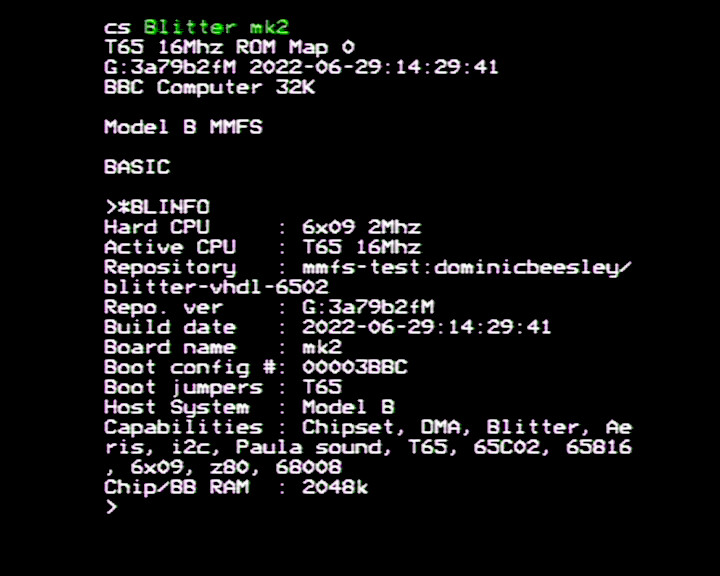 cs Blitter mk2
T65 16Mhz ROM Map 0
G:3a79b2fM 2022-06-29:14:29:41
BBC Computer 32K
Model B MMFS
BASIC
>*BLINFO
Hard CPU : 6x09 2Mhz
Active CPU : T65 16Mhz
Repository : mmfs-test:dominicbeesley/
blitter-vhdl-6502
Repo. ver : G:3a79b2fM
Build date : 2022-06-29:14:29:41
Board name : mk2
Boot config #: 00003BBC
Boot jumpers : T65
Host System : Model B
Capabilities : Chipset, DMA, Blitter, Ae
ris, i2c, Paula sound, T65, 65C02, 65816
, 6x09, z80, 68008
Chip/BB RAM : 2048k
>